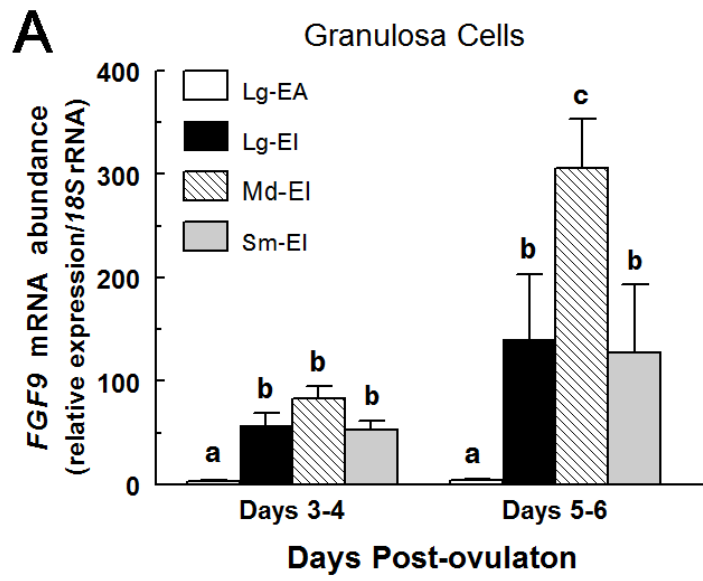 A
Granulosa Cells
FGF9 mRNA abundance
(relative expression/18S rRNA)
400
300
200
100
0
Lg-EA
Lg-EI
Md-EI
Sm-EI
a
b
b
b
a
b
c
b
Days 3-4
Days 5-6
Days Post-ovulaton